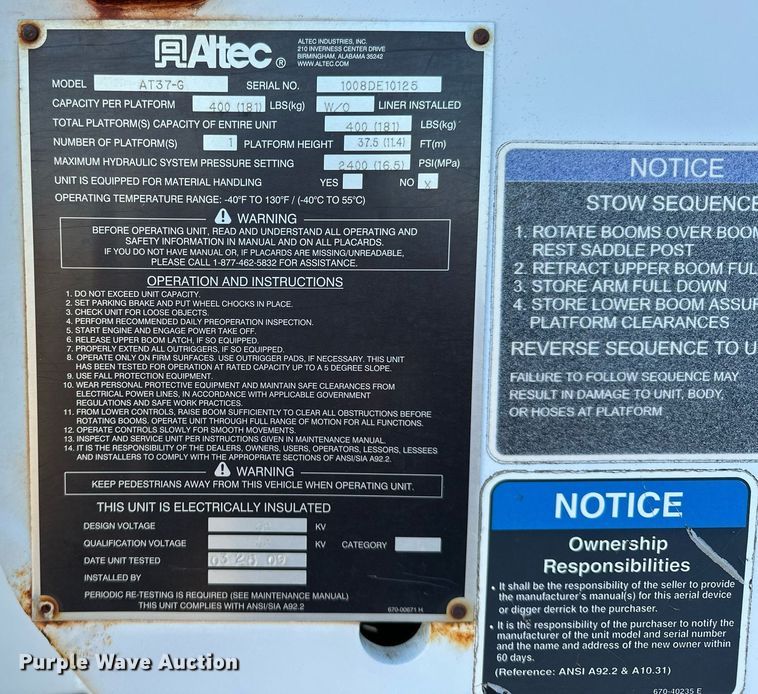 Altec®
ALTEC INDUSTRIES, INC.
210 INVERNESS CENTER DRIVE
BIRMINGHAM, ALABAMA 35242
WWW.ALTEC.COM
MODEL AT37-G SERIAL NO. 1008DE10125
CAPACITY PER PLATFORM 400 (181) LBS(kg) W/O LINER INSTALLED
TOTAL PLATFORM(S) CAPACITY OF ENTIRE UNIT 400 (181) LBS(kg)
NUMBER OF PLATFORM(S) 1 PLATFORM HEIGHT 37.5 (11.4) FT(m)
MAXIMUM HYDRAULIC SYSTEM PRESSURE SETTING 2400 (16.5) PSI(MPa)
UNIT IS EQUIPPED FOR MATERIAL HANDLING YES NO X
OPERATING TEMPERATURE RANGE: -40°F TO 130°F / (-40°C TO 55°C)
WARNING
BEFORE OPERATING UNIT, READ AND UNDERSTAND ALL OPERATING AND
SAFETY INFORMATION IN MANUAL AND ON ALL PLACARDS.
IF YOU DO NOT HAVE MANUAL OR, IF PLACARDS ARE MISSING/UNREADABLE,
PLEASE CALL 1-877-462-5832 FOR ASSISTANCE.
OPERATION AND INSTRUCTIONS
1. DO NOT EXCEED UNIT CAPACITY.
2. SET PARKING BRAKE AND PUT WHEEL CHOCKS IN PLACE.
3. CHECK UNIT FOR LOOSE OBJECTS.
4. PERFORM RECOMMENDED DAILY PREOPERATION INSPECTION.
5. START ENGINE AND ENGAGE POWER TAKE OFF.
6. RELEASE UPPER BOOM LATCH, IF SO EQUIPPED.
7. PROPERLY EXTEND ALL OUTRIGGERS, IF SO EQUIPPED.
8. OPERATE ONLY ON FIRM SURFACES. USE OUTRIGGER PADS, IF NECESSARY. THIS UNIT
HAS BEEN TESTED FOR OPERATION AT RATED CAPACITY UP TO A 5 DEGREE SLOPE.
9. USE FALL PROTECTION EQUIPMENT.
10. WEAR PERSONAL PROTECTIVE EQUIPMENT AND MAINTAIN SAFE CLEARANCES FROM
ELECTRICAL POWER LINES, IN ACCORDANCE WITH APPLICABLE GOVERNMENT
REGULATIONS AND SAFE WORK PRACTICES.
11. FROM LOWER CONTROLS, RAISE BOOM SUFFICIENTLY TO CLEAR ALL OBSTRUCTIONS BEFORE
ROTATING BOOMS. OPERATE UNIT THROUGH FULL RANGE OF MOTION FOR ALL FUNCTIONS.
12. OPERATE CONTROLS SLOWLY FOR SMOOTH MOVEMENTS.
13. INSPECT AND SERVICE UNIT PER INSTRUCTIONS GIVEN IN MAINTENANCE MANUAL.
14. IT IS THE RESPONSIBILITY OF THE DEALERS, OWNERS, USERS, OPERATORS, LESSORS, LESSEES
AND INSTALLERS TO COMPLY WITH THE APPROPRIATE SECTIONS OF ANSI/SIA A92.2.
WARNING
KEEP PEDESTRIANS AWAY FROM THIS VEHICLE WHEN OPERATING UNIT.
THIS UNIT IS ELECTRICALLY INSULATED
DESIGN VOLTAGE KV
QUALIFICATION VOLTAGE KV CATEGORY
DATE UNIT TESTED 03 26 09
INSTALLED BY
PERIODIC RE-TESTING IS REQUIRED (SEE MAINTENANCE MANUAL)
THIS UNIT COMPLIES WITH ANSI/SIA A92.2
670-00671 H
NOTICE
STOW SEQUENCE
1. ROTATE BOOMS OVER BOOM
REST SADDLE POST
2. RETRACT UPPER BOOM FUL
3. STORE ARM FULL DOWN
4. STORE LOWER BOOM ASSU
PLATFORM CLEARANCES
REVERSE SEQUENCE TO U
FAILURE TO FOLLOW SEQUENCE MAY
RESULT IN DAMAGE TO UNIT, BODY,
OR HOSES AT PLATFORM
NOTICE
Ownership
Responsibilities
• It shall be the responsibility of the seller to provide
the manufacturer's manual(s) for this aerial device
or digger derrick to the purchaser.
• It is the responsibility of the purchaser to notify the
manufacturer of the unit model and serial number
and the name and address of the new owner within
60 days.
(Reference: ANSI A92.2 & A10.31)
670-40235 E
Purple Wave Auction